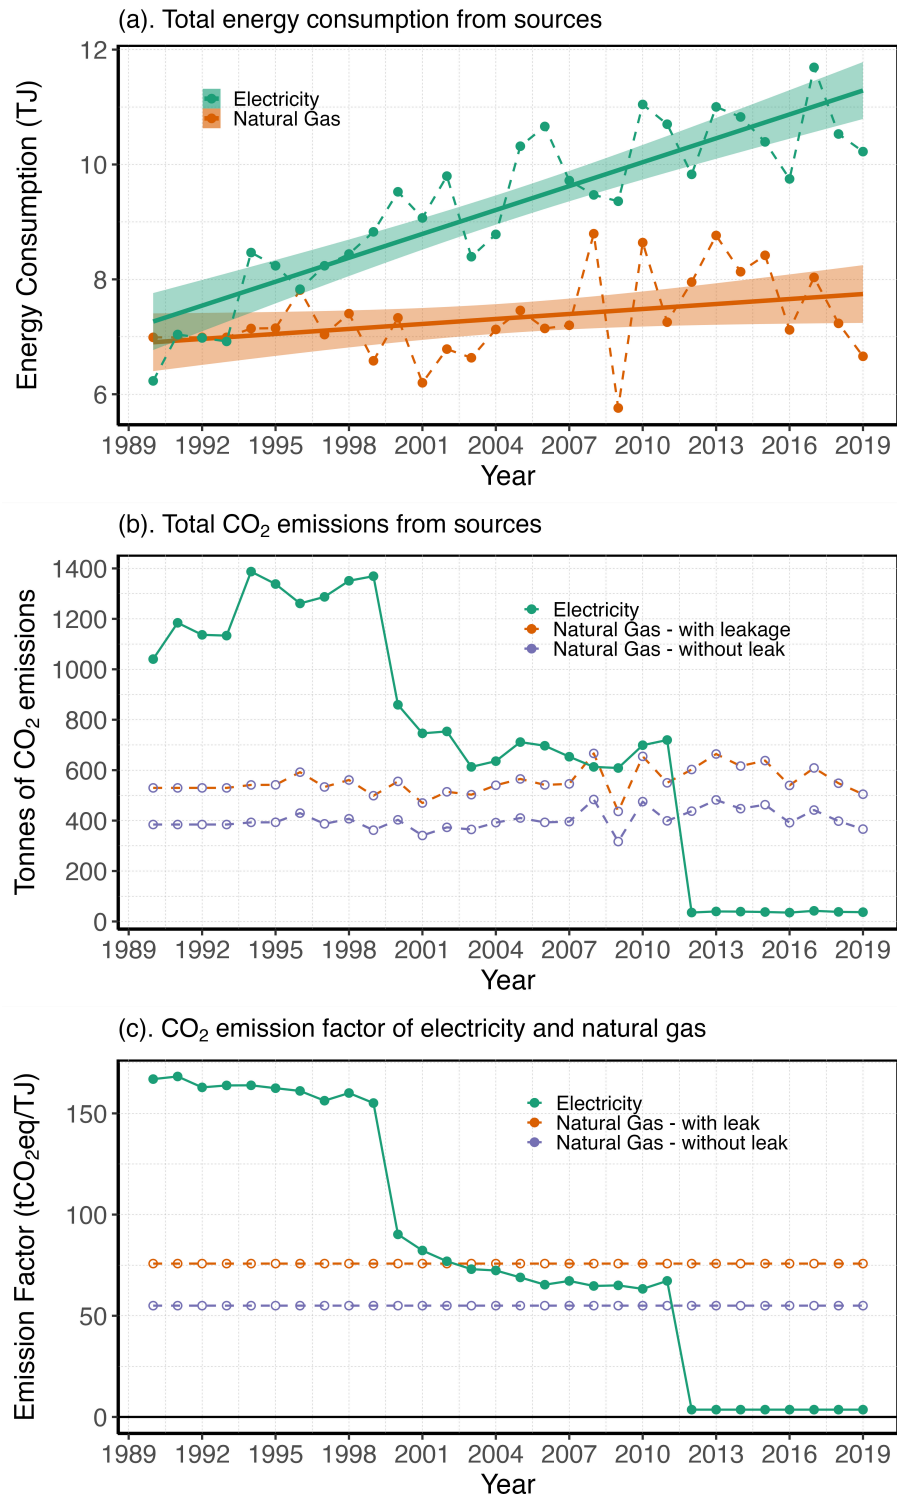 (a). Total energy consumption from sources
Energy Consumption (TJ)
12
10
8
6
Electricity
Natural Gas
1989 1992 1995 1998 2001 2004 2007 2010 2013 2016 2019
Year
(b). Total CO₂ emissions from sources
Tonnes of CO₂ emissions
1400
1200
1000
800
600
400
200
0
Electricity
Natural Gas - with leakage
Natural Gas - without leak
1989 1992 1995 1998 2001 2004 2007 2010 2013 2016 2019
Year
(c). CO₂ emission factor of electricity and natural gas
Emission Factor (tCO₂eq/TJ)
150
100
50
0
Electricity
Natural Gas - with leak
Natural Gas - without leak
1989 1992 1995 1998 2001 2004 2007 2010 2013 2016 2019
Year